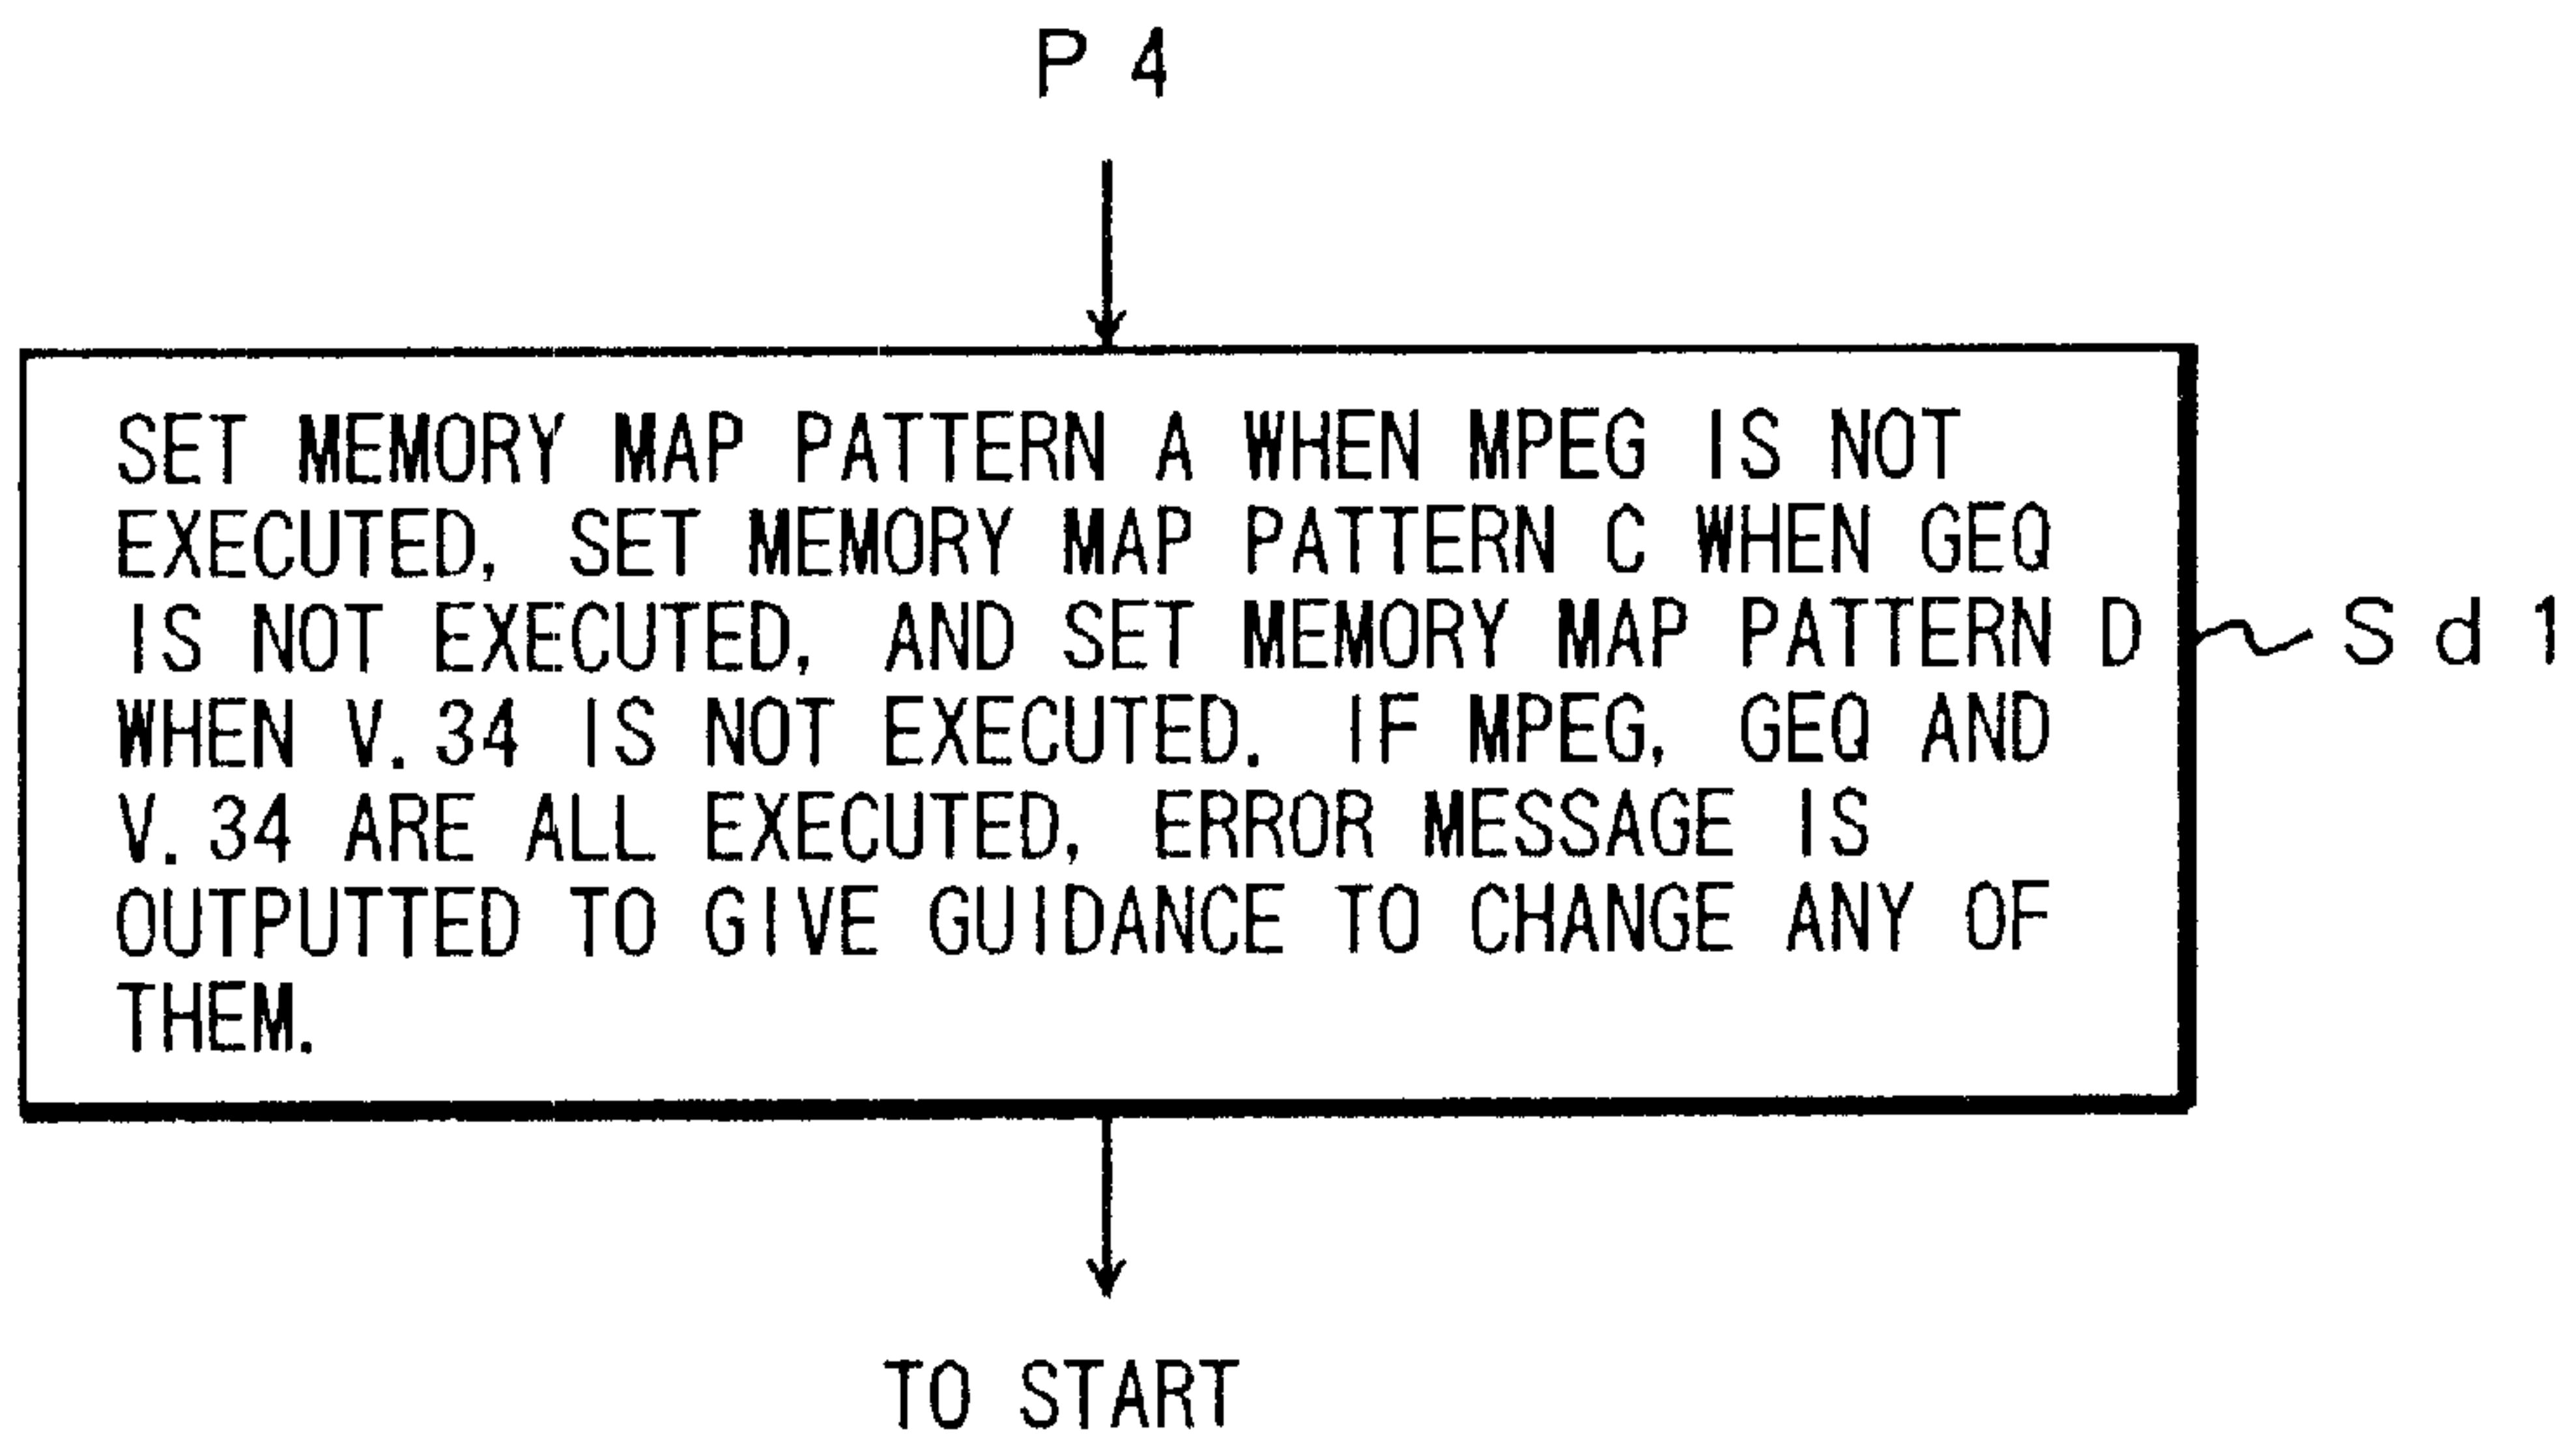 P 4
SET MEMORY MAP PATTERN A WHEN MPEG IS NOT
EXECUTED, SET MEMORY MAP PATTERN C WHEN GEQ
IS NOT EXECUTED, AND SET MEMORY MAP PATTERN D
WHEN V.34 IS NOT EXECUTED. IF MPEG, GEQ AND
V.34 ARE ALL EXECUTED, ERROR MESSAGE IS
OUTPUTTED TO GIVE GUIDANCE TO CHANGE ANY OF
THEM.
Sd1
TO START